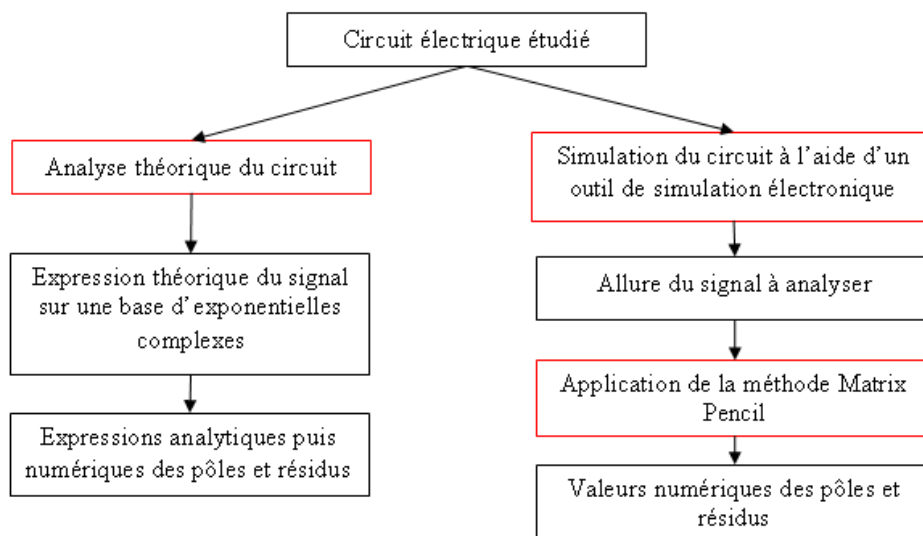 Circuit électrique étudié
Analyse théorique du circuit
Expression théorique du signal
sur une base d'exponentielles
complexes
Expressions analytiques puis
numériques des pôles et résidus
Simulation du circuit à l'aide d'un
outil de simulation électronique
Allure du signal à analyser
Application de la méthode Matrix
Pencil
Valeurs numériques des pôles et
résidus